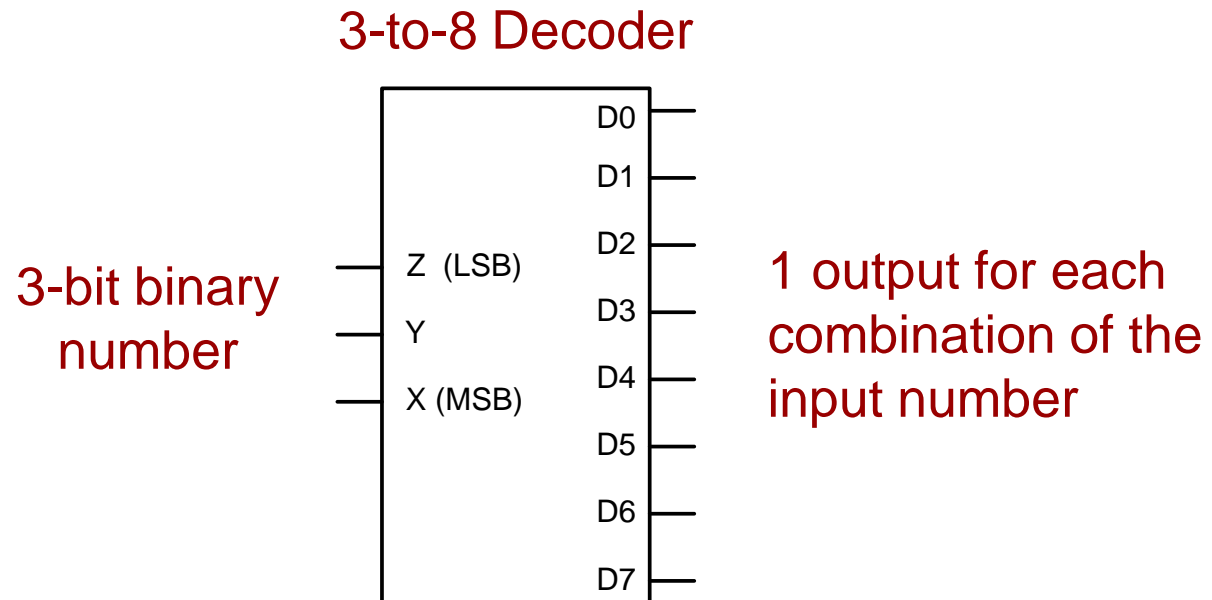 3-to-8 Decoder
3-bit binary
number
Z (LSB)
Y
X (MSB)
D0
D1
D2
D3
D4
D5
D6
D7
1 output for each
combination of the
input number